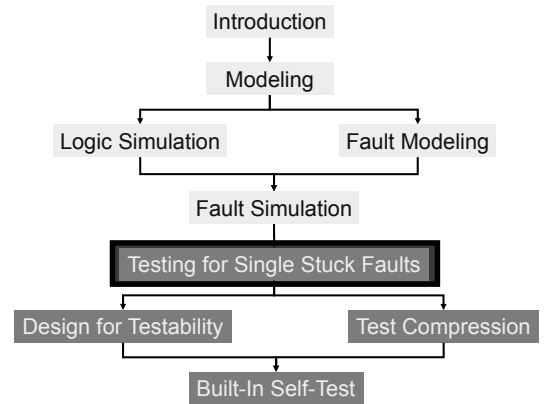 Introduction
Modeling
Logic Simulation
Fault Modeling
Fault Simulation
Testing for Single Stuck Faults
Design for Testability
Test Compression
Built-In Self-Test